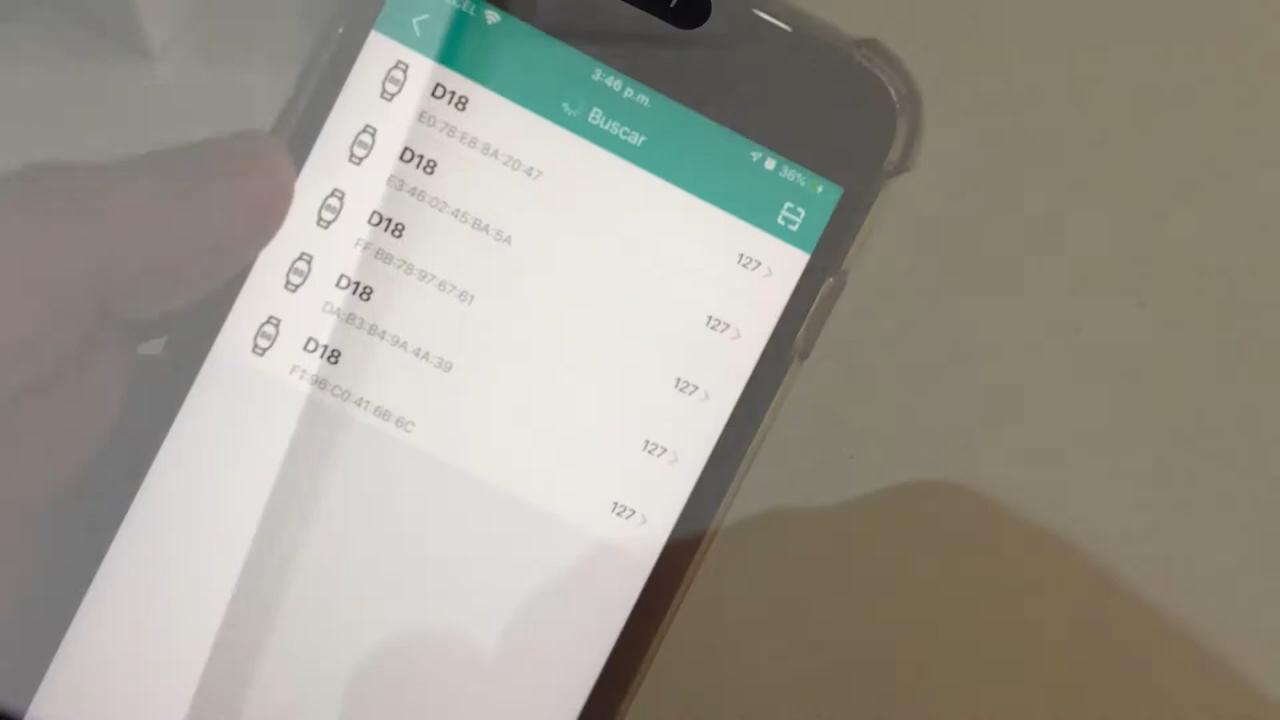 3:46 p.m.
36%
Buscar
D18
E0:78:E8:8A:20:47
127
D18
E3:46:02:45:BA:5A
127
D18
FF:BB:78:97:67:61
127
D18
DA:B3:B4:9A:4A:39
127
D18
F1:96:C0:41:6B:6C
127